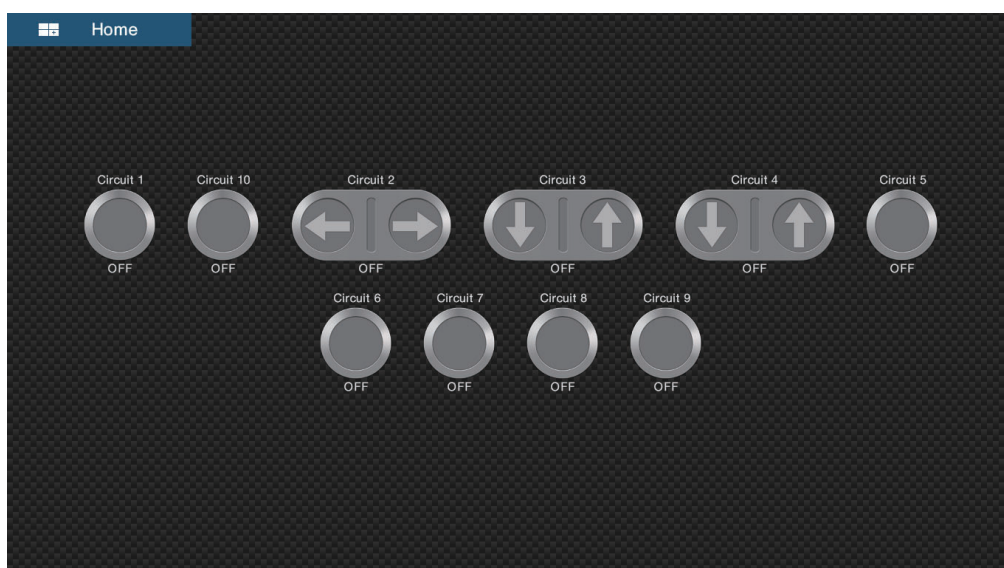 Home
Circuit 1
Circuit 10
Circuit 2
Circuit 3
Circuit 4
Circuit 5
OFF
OFF
OFF
OFF
OFF
OFF
Circuit 6
Circuit 7
Circuit 8
Circuit 9
OFF
OFF
OFF
OFF